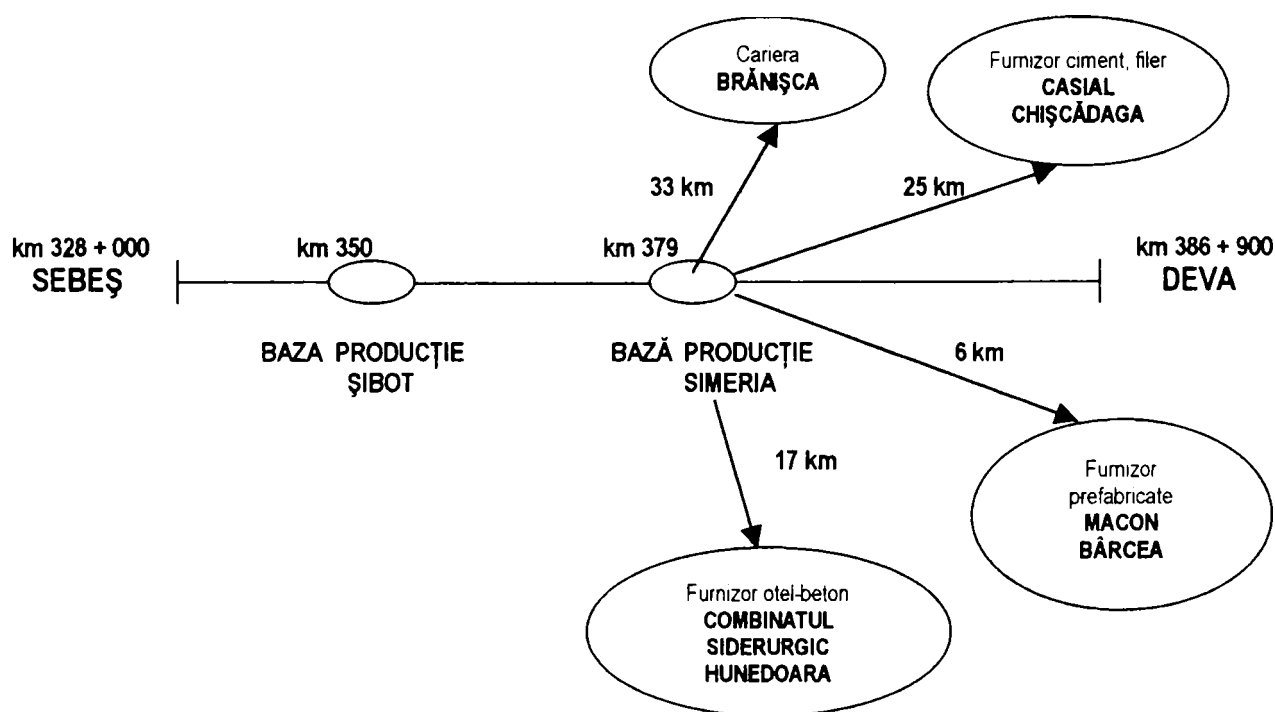 Cariera
BRĂNIŞCA
Furnizor ciment, filer
CASIAL
CHIŞCĂDAGA
33 km
25 km
km 328 + 000
SEBEŞ
km 350
km 379
km 386 + 900
DEVA
BAZA PRODUCŢIE
ŞIBOT
BAZĂ PRODUCŢIE
SIMERIA
6 km
17 km
Furnizor
prefabricate
MACON
BÂRCEA
Furnizor otel-beton
COMBINATUL
SIDERURGIC
HUNEDOARA